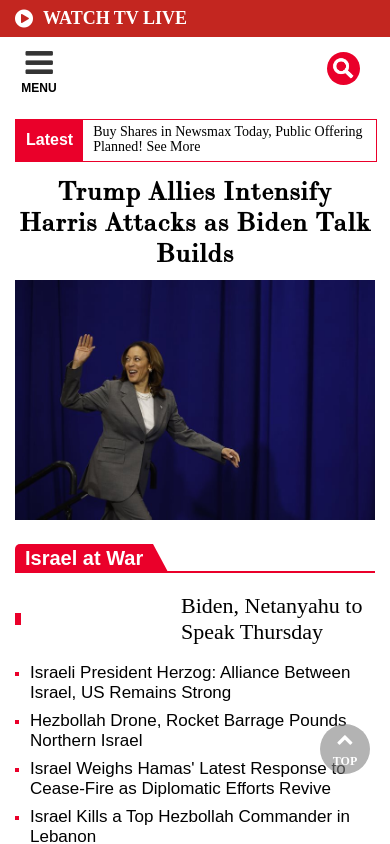 WATCH TV LIVE
MENU
Latest
Buy Shares in Newsmax Today, Public Offering
Planned! See More
Trump Allies Intensify
Harris Attacks as Biden Talk
Builds
Israel at War
Biden, Netanyahu to
Speak Thursday
Israeli President Herzog: Alliance Between
Israel, US Remains Strong
Hezbollah Drone, Rocket Barrage Pounds
Northern Israel
Israel Weighs Hamas' Latest Response to
Cease-Fire as Diplomatic Efforts Revive
TOP
Israel Kills a Top Hezbollah Commander in
Lebanon